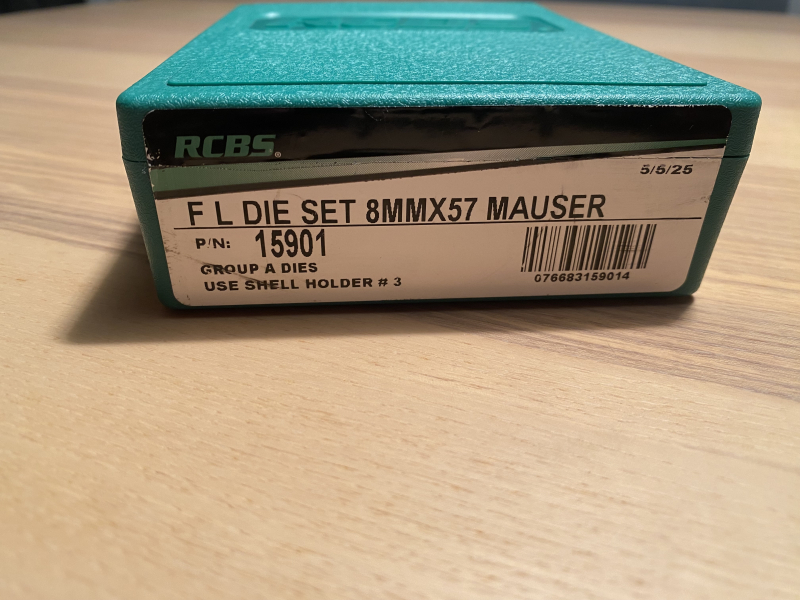 RCBS®
5/5/25
F L DIE SET 8MMX57 MAUSER
P/N: 15901
GROUP A DIES
USE SHELL HOLDER # 3
076683159014